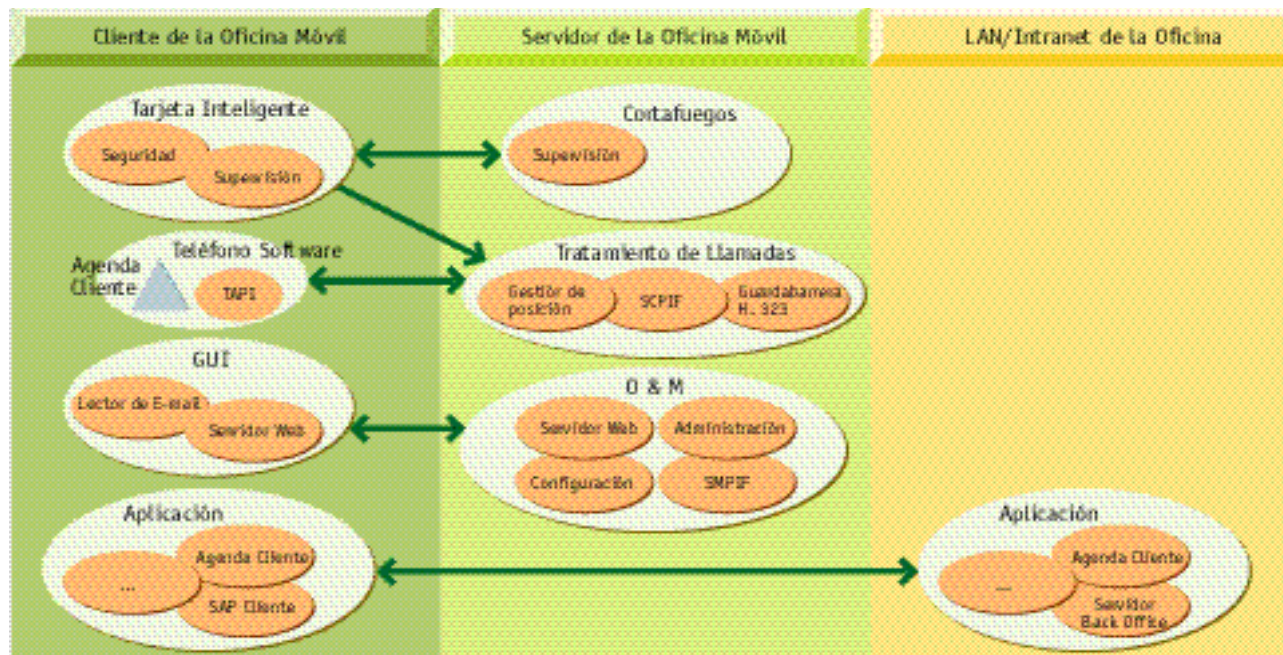 Cliente de la Oficina Móvil
Servidor de la Oficina Móvil
LAN/Intranet de la Oficina
Tarjeta Inteligente
Seguridad
Supervisión
Cortafuegos
Supervisión
Teléfono Software
Agenda
Cliente
TAPI
Tratamiento de Llamadas
Gestión de
posición
SCPIF
Guardabarrera
H. 323
GUI
Lector de E-mail
Servidor Web
O & M
Servidor Web
Administración
Configuración
SMPIF
Aplicación
Agenda Cliente
...
SAP Cliente
Aplicación
Agenda Cliente
...
Servidor
Back Office